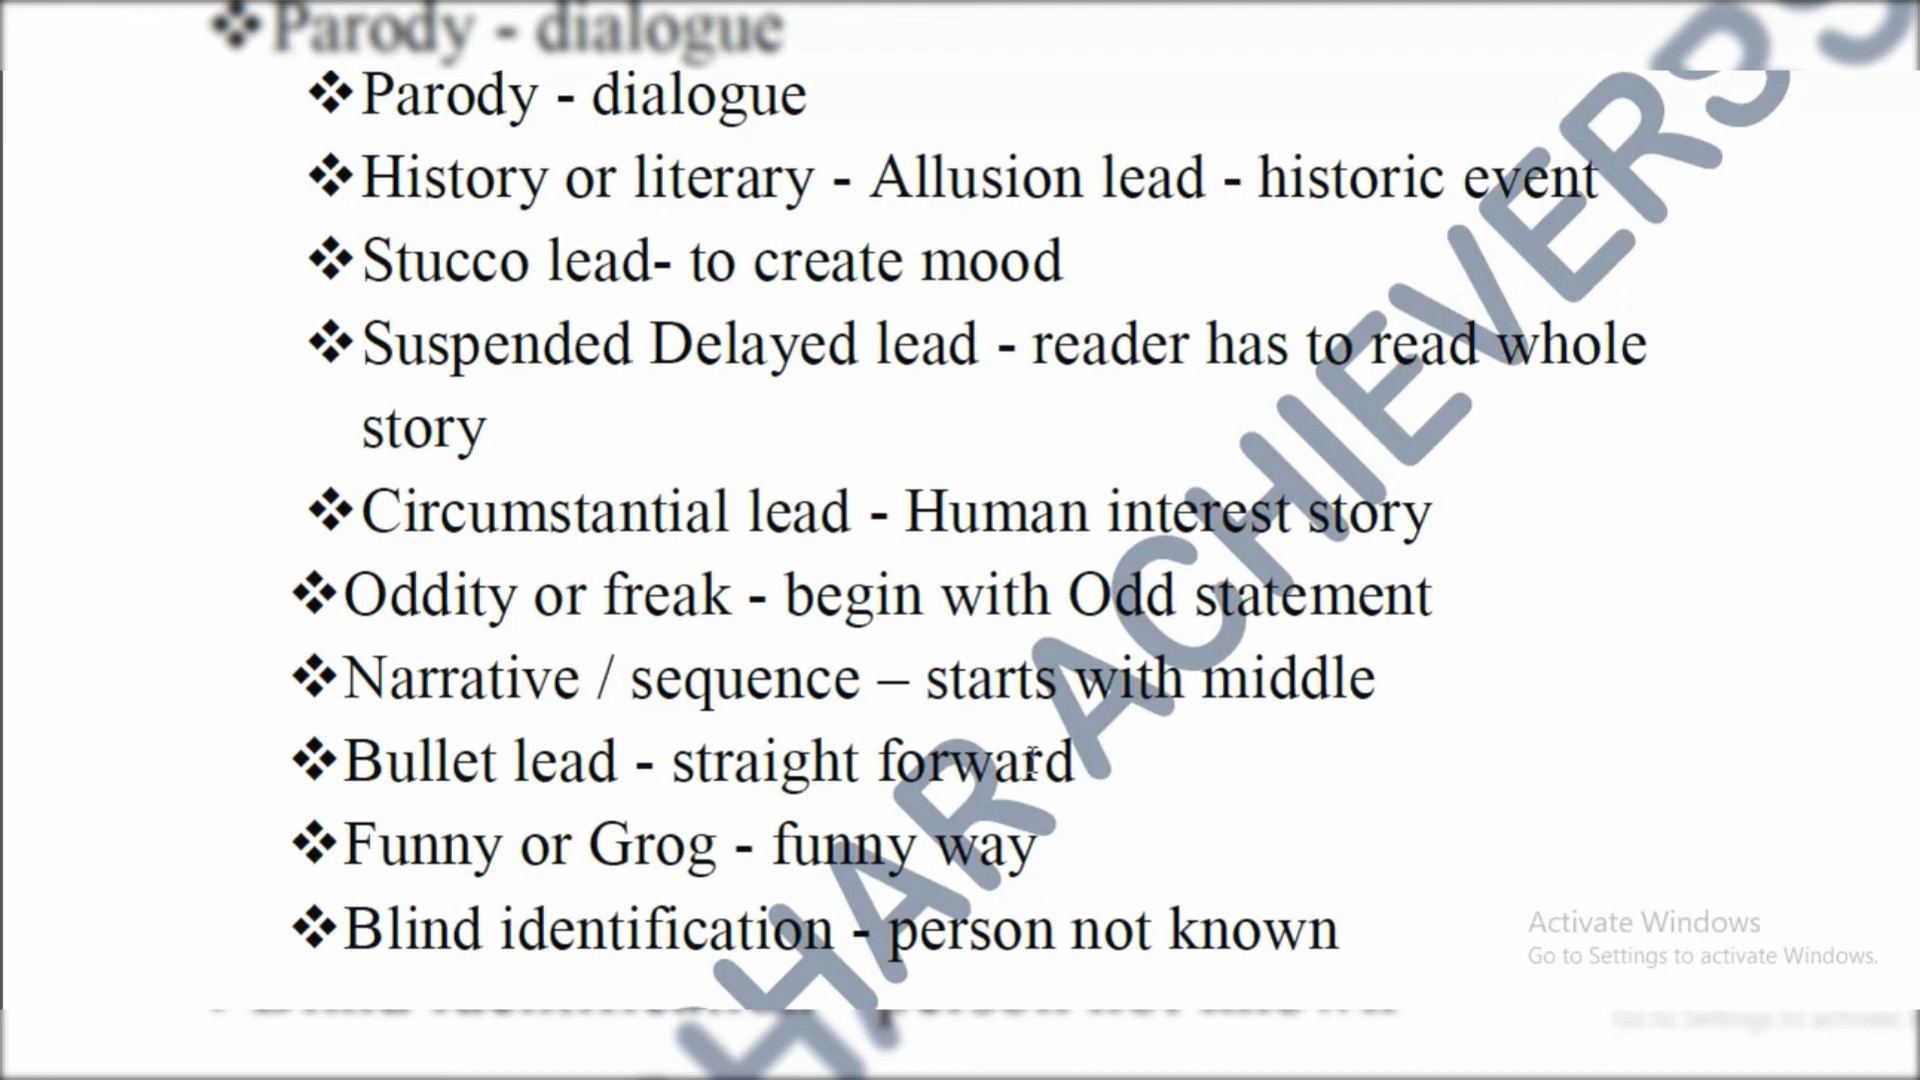 ❖Parody - dialogue
❖Parody - dialogue
❖History or literary - Allusion lead - historic event
❖Stucco lead- to create mood
❖Suspended Delayed lead - reader has to read whole
story
❖Circumstantial lead - Human interest story
❖Oddity or freak - begin with Odd statement
❖Narrative / sequence – starts with middle
❖Bullet lead - straight forward
❖Funny or Grog - funny way
❖Blind identification - person not known
HAR ACHIEVERS
Activate Windows
Go to Settings to activate Windows.